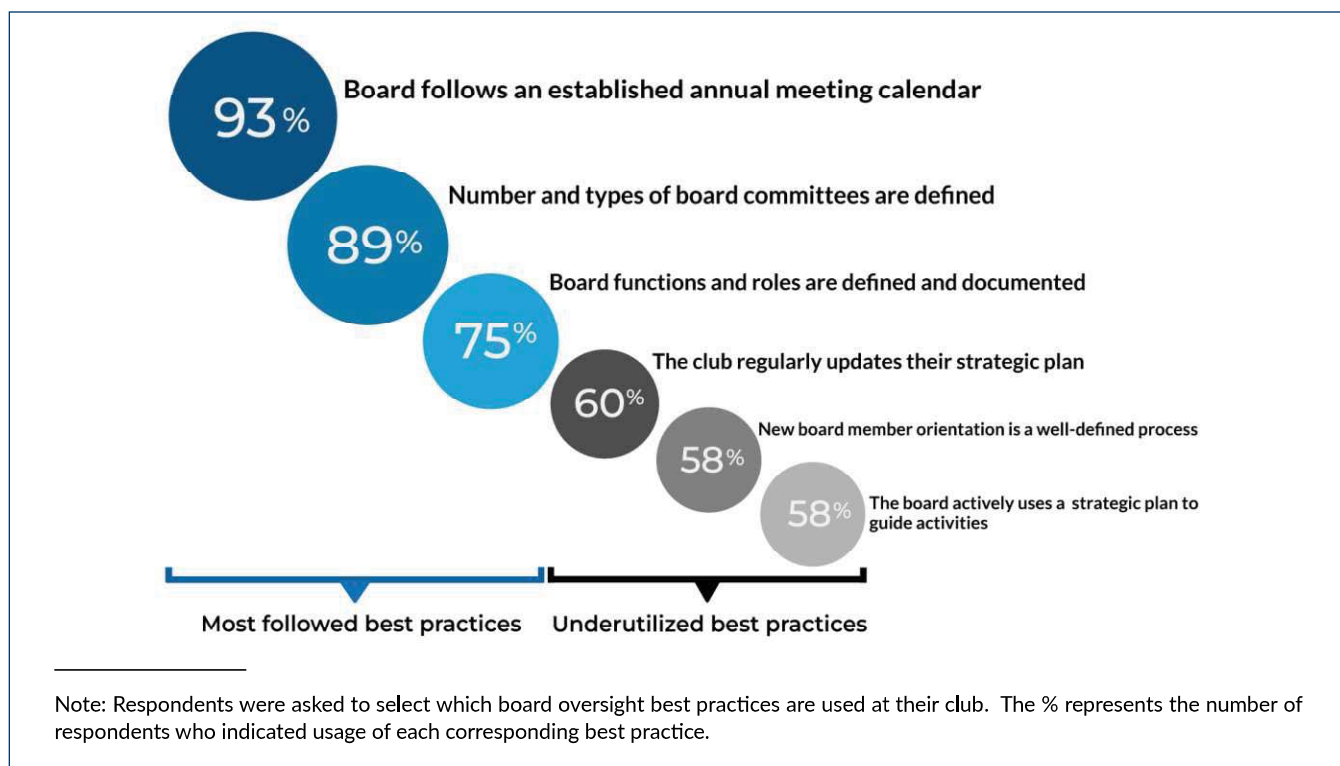 93%
Board follows an established annual meeting calendar
89%
Number and types of board committees are defined
75%
Board functions and roles are defined and documented
60%
The club regularly updates their strategic plan
58%
New board member orientation is a well-defined process
58%
The board actively uses a strategic plan to
guide activities
Most followed best practices
Underutilized best practices
Note: Respondents were asked to select which board oversight best practices are used at their club. The % represents the number of
respondents who indicated usage of each corresponding best practice.